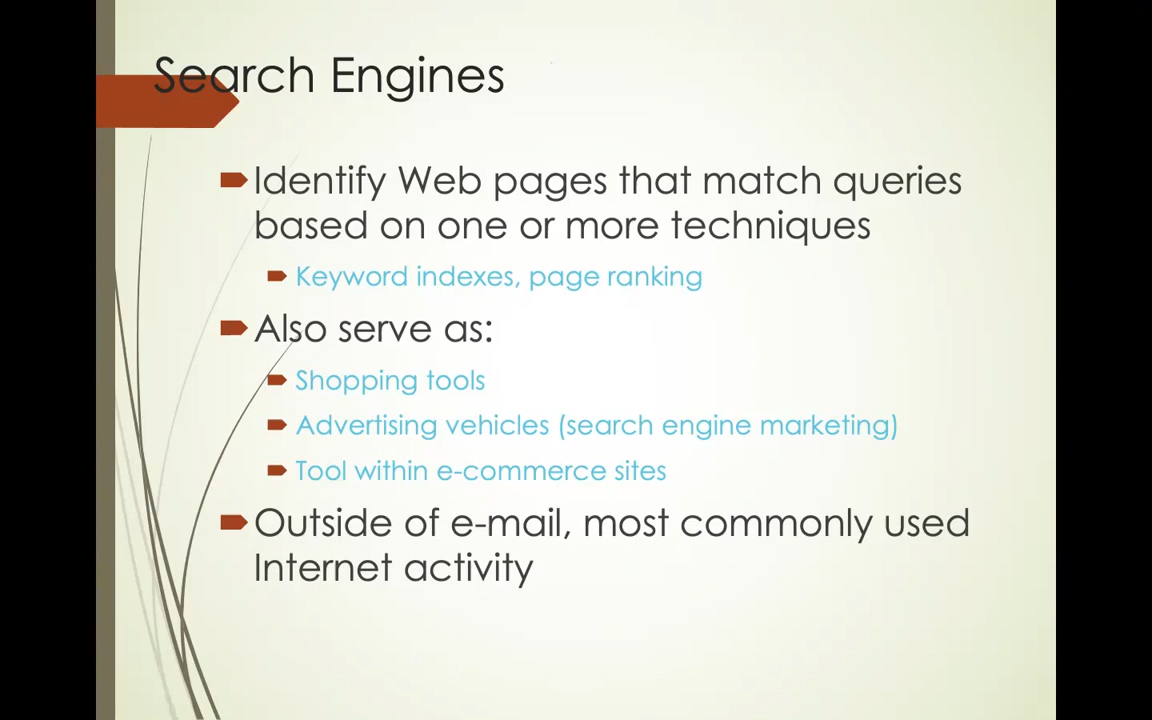 Search Engines
Identify Web pages that match queries
based on one or more techniques
Keyword indexes, page ranking
Also serve as:
Shopping tools
Advertising vehicles (search engine marketing)
Tool within e-commerce sites
Outside of e-mail, most commonly used
Internet activity